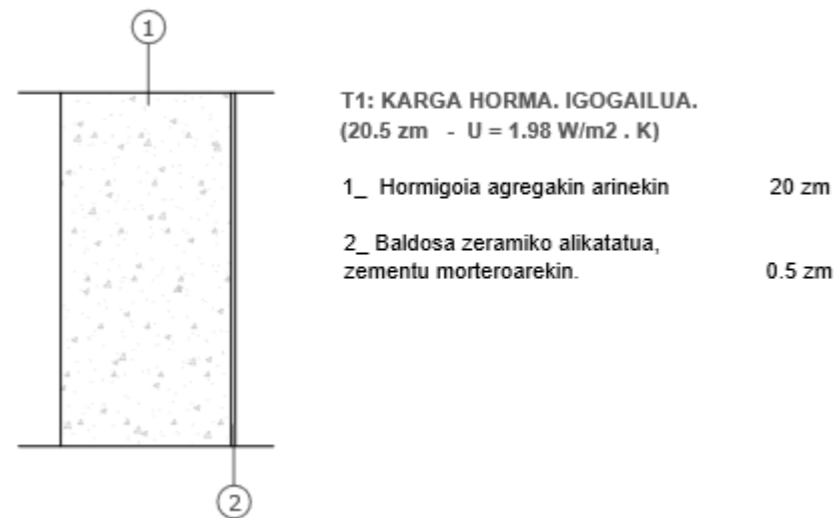 1
T1: KARGA HORMA. IGOGAILUA.
(20.5 zm - U = 1.98 W/m2 . K)
1_ Hormigoia agregakin arinekin 20 zm
2_ Baldosa zeramiko alikatatua,
zementu morteroarekin. 0.5 zm
2